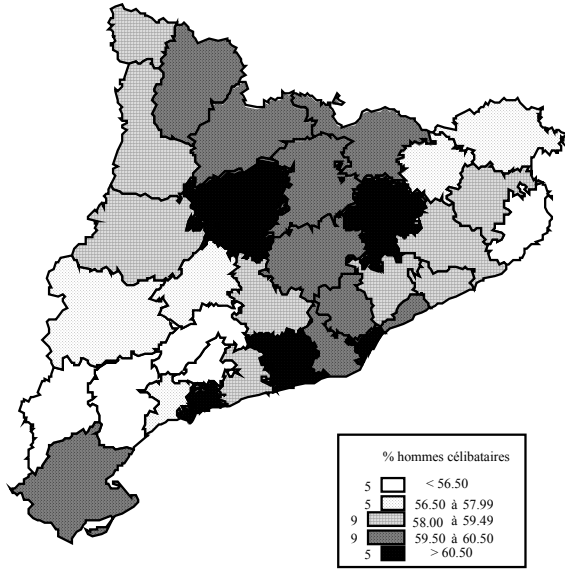 % hommes célibataires
5 < 56.50
5 56.50 à 57.99
9 58.00 à 59.49
9 59.50 à 60.50
5 > 60.50